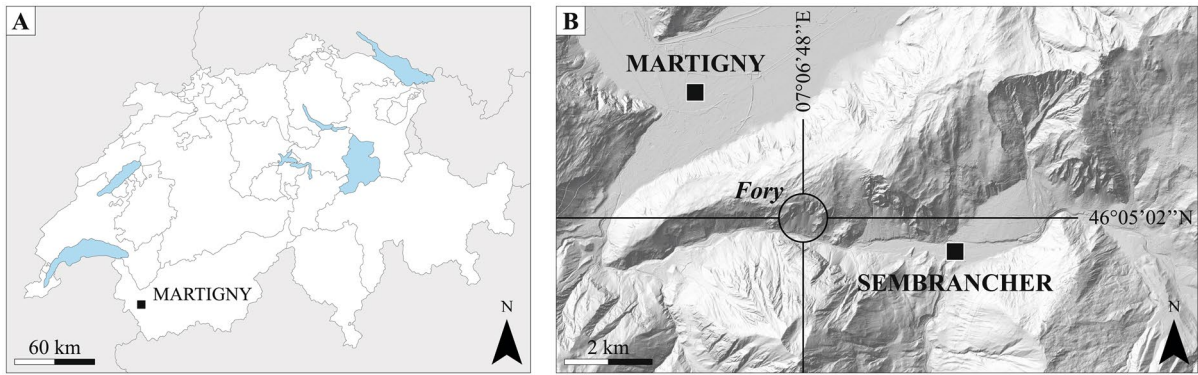 A
MARTIGNY
N
60 km
B
MARTIGNY
07°06’48’’E
Fory
46°05’02’’N
SEMBRANCHER
N
2 km